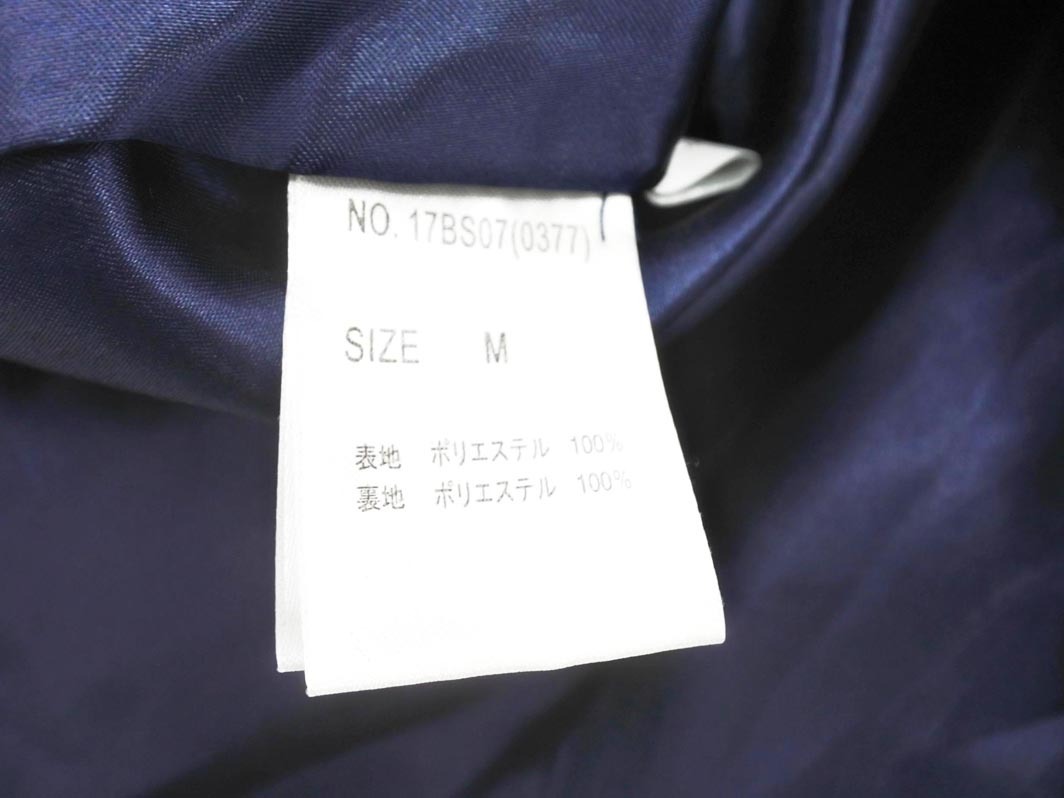 NO. 17BS07(0377)
SIZE M
表地 ポリエステル 100%
裏地 ポリエステル 100%